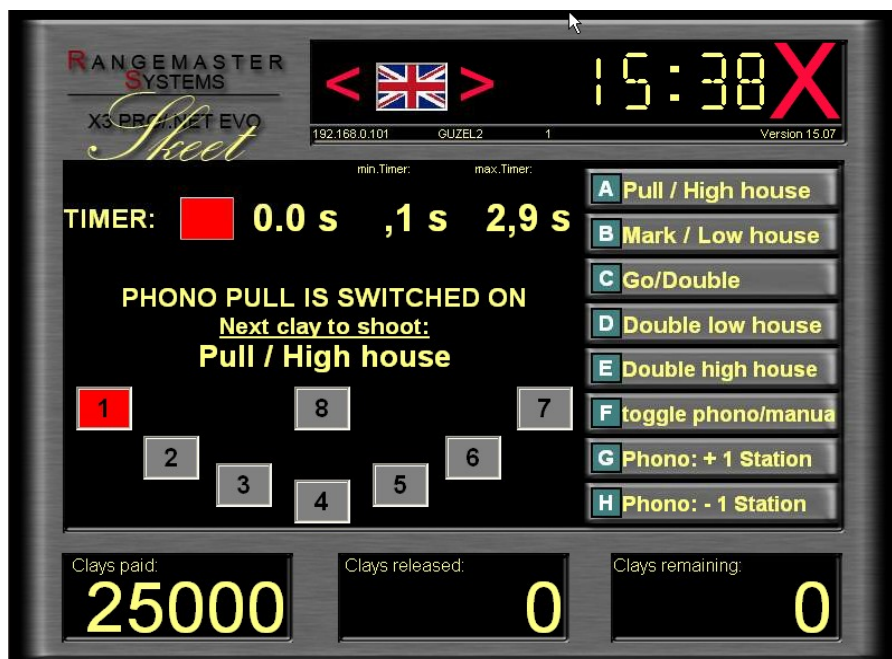 RANGEMASTER
SYSTEMS
X3 PRO/.NET EVO
Skeet
< >
15:38
X
192.168.0.101 GUZEL2 1 Version 15.07
min.Timer: max.Timer:
TIMER: 0.0 s ,1 s 2,9 s
PHONO PULL IS SWITCHED ON
Next clay to shoot:
Pull / High house
1 8 7
2 6
3 5
4
A Pull / High house
B Mark / Low house
C Go/Double
D Double low house
E Double high house
F toggle phono/manua
G Phono: + 1 Station
H Phono: - 1 Station
Clays paid: Clays released: Clays remaining:
25000 0 0